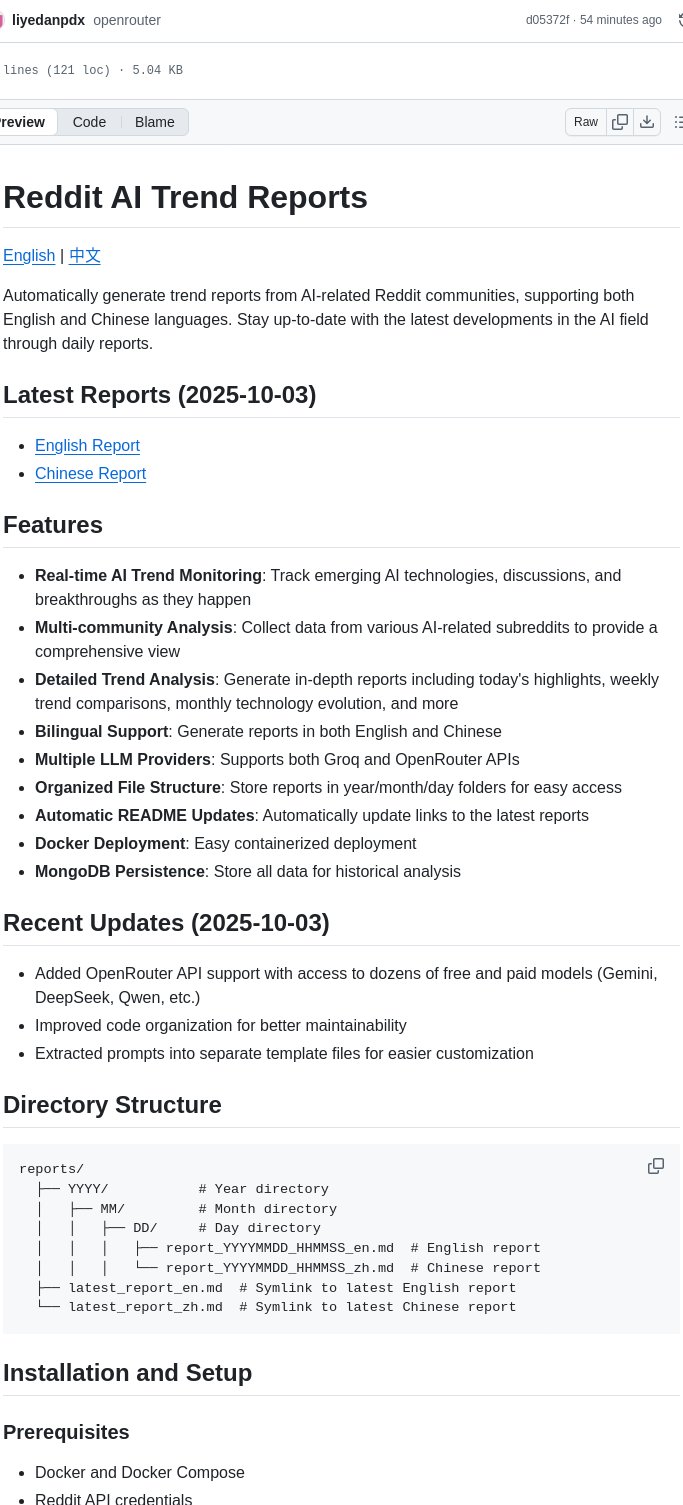 liyedanpdx openrouter d05372f · 54 minutes ago
lines (121 loc) · 5.04 KB
Preview Code Blame Raw
Reddit AI Trend Reports
English | 中文
Automatically generate trend reports from AI-related Reddit communities, supporting both
English and Chinese languages. Stay up-to-date with the latest developments in the AI field
through daily reports.
Latest Reports (2025-10-03)
• English Report
• Chinese Report
Features
• Real-time AI Trend Monitoring: Track emerging AI technologies, discussions, and
breakthroughs as they happen
• Multi-community Analysis: Collect data from various AI-related subreddits to provide a
comprehensive view
• Detailed Trend Analysis: Generate in-depth reports including today's highlights, weekly
trend comparisons, monthly technology evolution, and more
• Bilingual Support: Generate reports in both English and Chinese
• Multiple LLM Providers: Supports both Groq and OpenRouter APIs
• Organized File Structure: Store reports in year/month/day folders for easy access
• Automatic README Updates: Automatically update links to the latest reports
• Docker Deployment: Easy containerized deployment
• MongoDB Persistence: Store all data for historical analysis
Recent Updates (2025-10-03)
• Added OpenRouter API support with access to dozens of free and paid models (Gemini,
DeepSeek, Qwen, etc.)
• Improved code organization for better maintainability
• Extracted prompts into separate template files for easier customization
Directory Structure
reports/
├── YYYY/           # Year directory
│   ├── MM/         # Month directory
│   │   ├── DD/     # Day directory
│   │   │   ├── report_YYYYMMDD_HHMMSS_en.md  # English report
│   │   │   └── report_YYYYMMDD_HHMMSS_zh.md  # Chinese report
├── latest_report_en.md  # Symlink to latest English report
└── latest_report_zh.md  # Symlink to latest Chinese report
Installation and Setup
Prerequisites
• Docker and Docker Compose
• Reddit API credentials